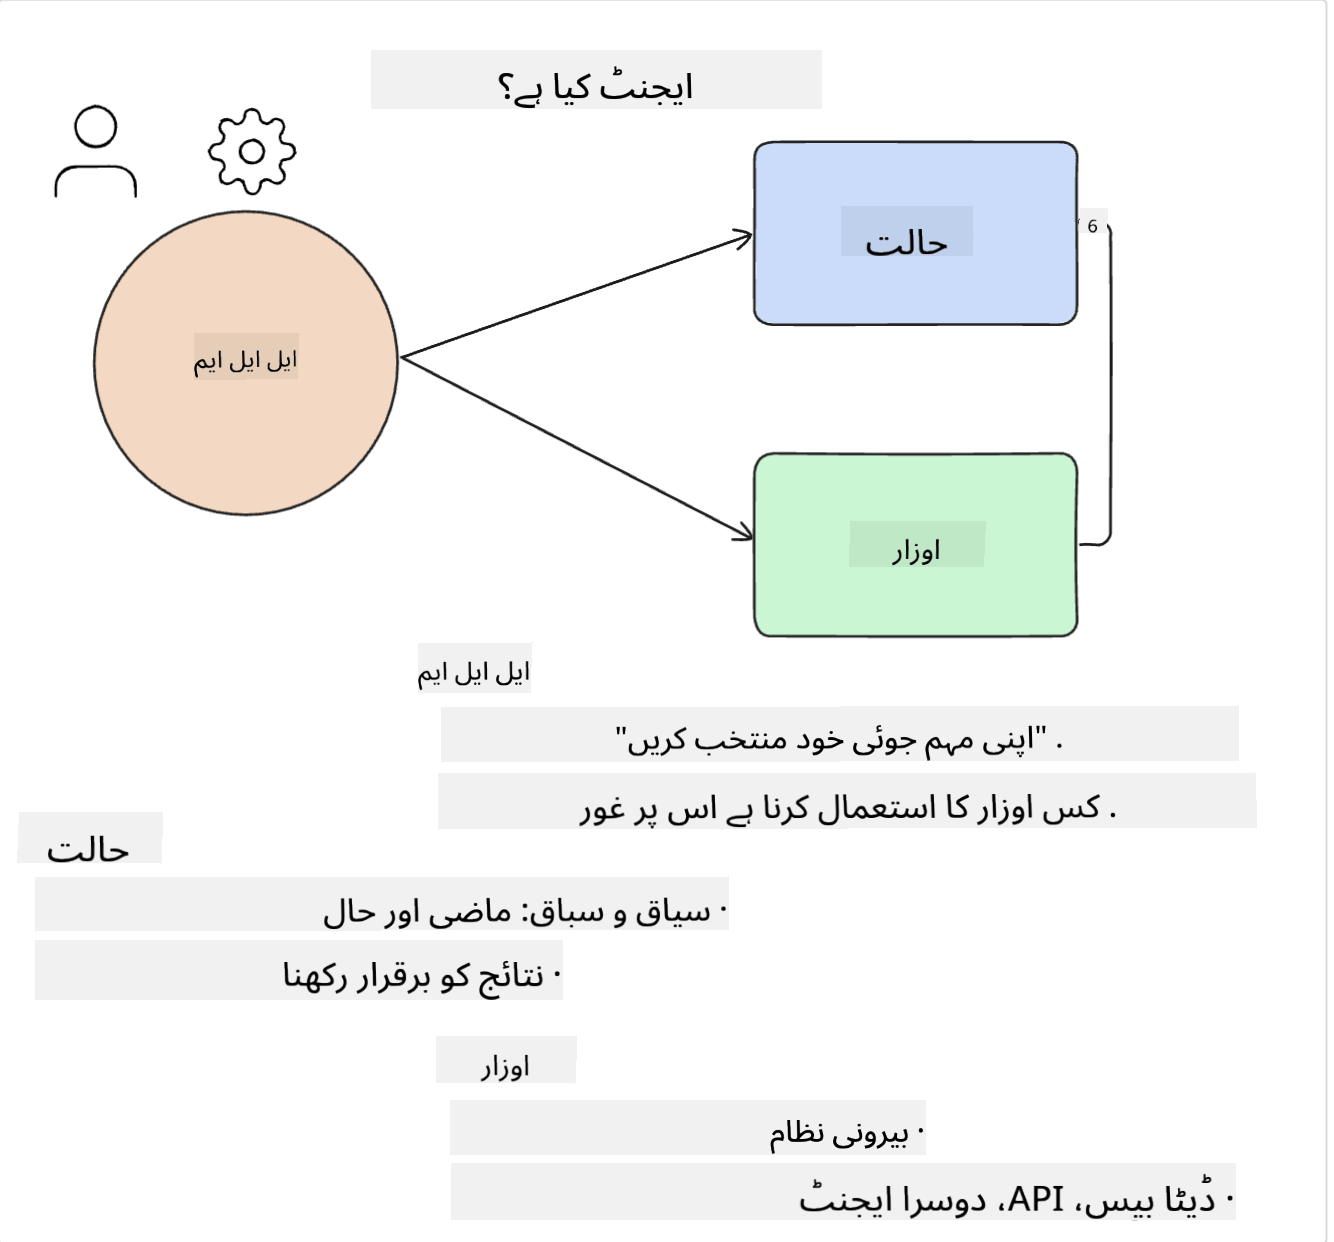 ایجنٹ کیا ہے؟
حالت
6
ایل ایل ایم
اوزار
ایل ایل ایم
. "اپنی مہم جوئی خود منتخب کریں"
. کس اوزار کا استعمال کرنا ہے اس پر غور
حالت
· سیاق و سباق: ماضی اور حال
· نتائج کو برقرار رکھنا
اوزار
· بیرونی نظام
· ڈیٹا بیس، API، دوسرا ایجنٹ